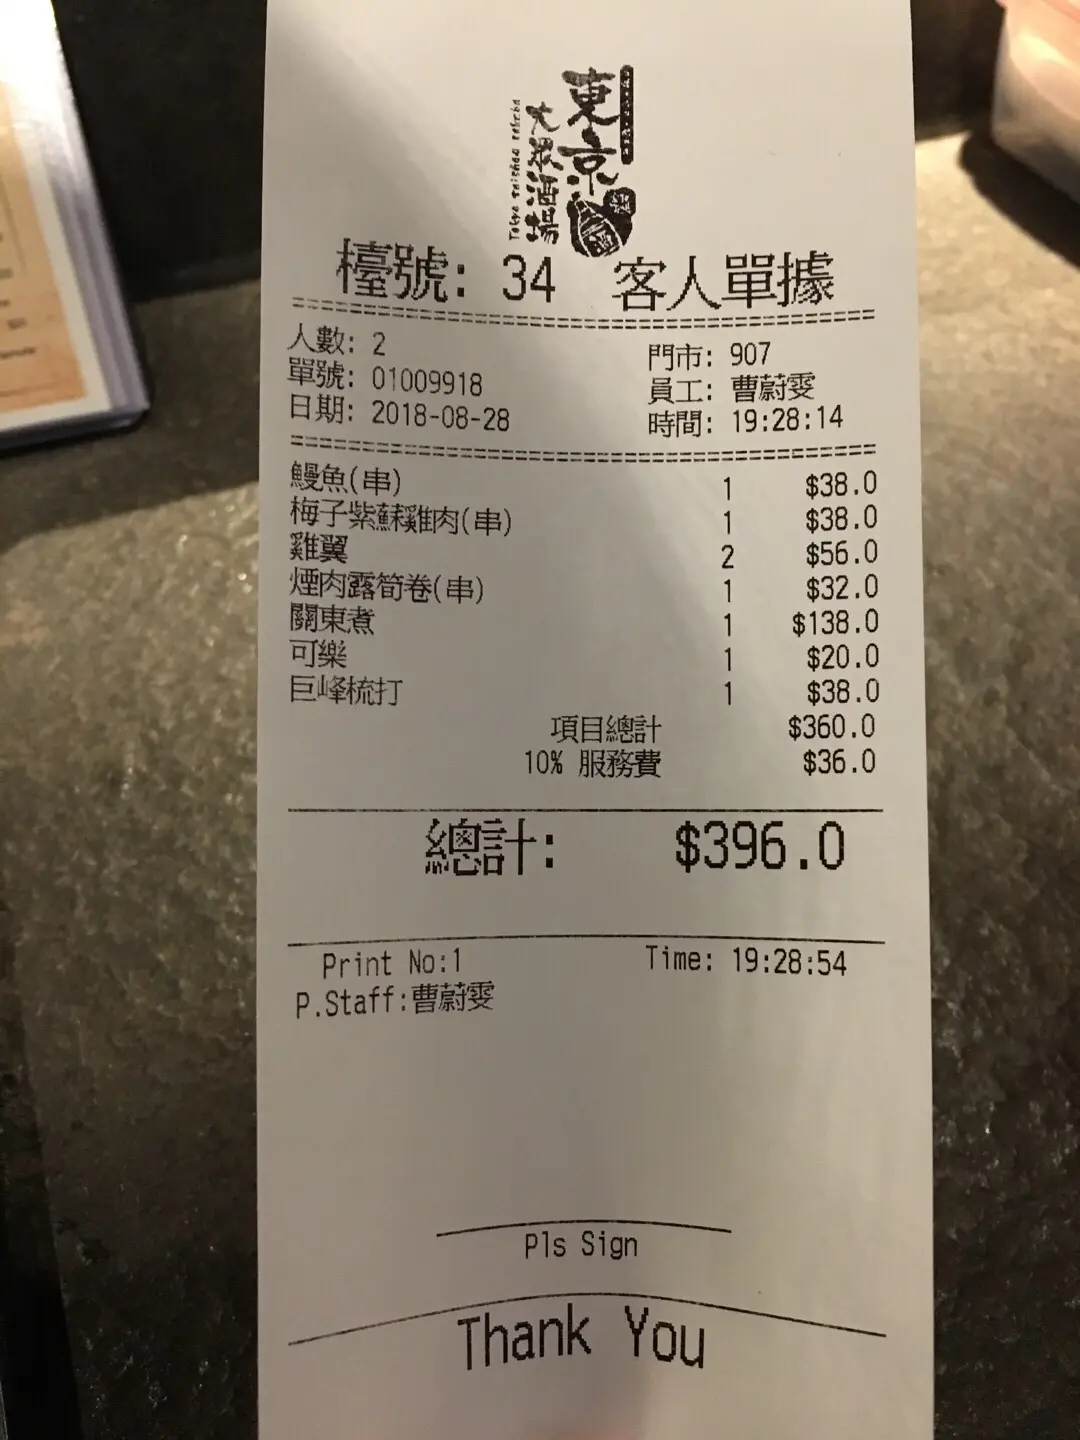 東京
大眾酒場
Tokyo taishuu sakaba
檯號: 34 客人單據
人數: 2 門市: 907
單號: 01009918 員工: 曹蔚雯
日期: 2018-08-28 時間: 19:28:14
鰻魚(串) 1 $38.0
梅子紫蘇雞肉(串) 1 $38.0
雞翼 2 $56.0
煙肉露筍卷(串) 1 $32.0
關東煮 1 $138.0
可樂 1 $20.0
巨峰梳打 1 $38.0
項目總計 $360.0
10% 服務費 $36.0
總計: $396.0
Print No:1 Time: 19:28:54
P.Staff:曹蔚雯
Pls Sign
Thank You